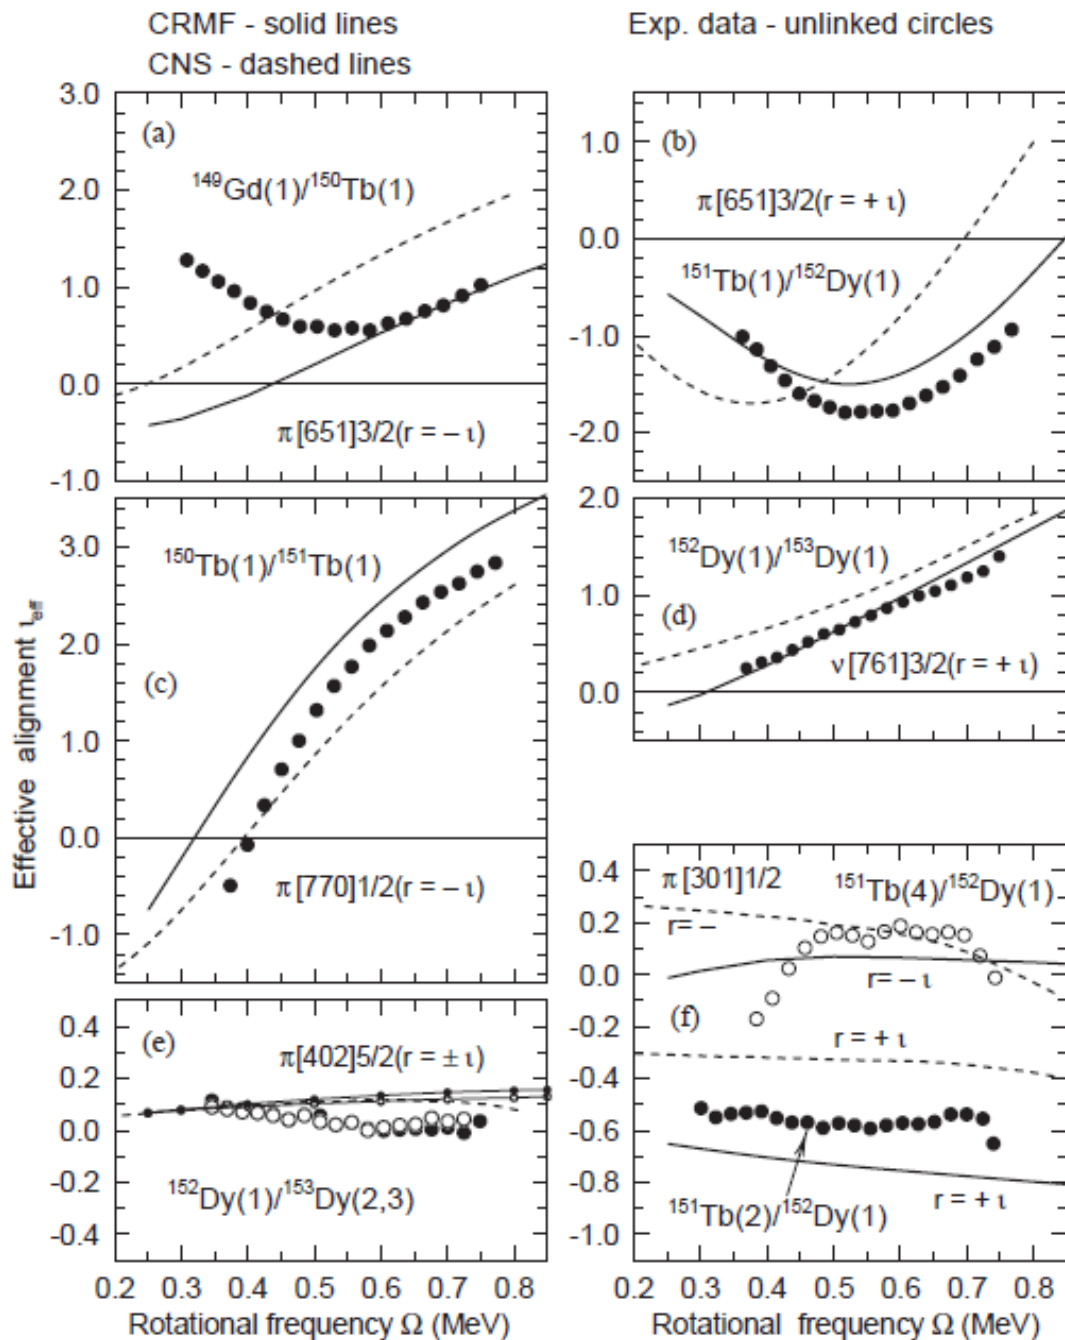 CRMF - solid lines
Exp. data - unlinked circles
CNS - dashed lines
3.0
2.0
1.0
0.0
-1.0
(a)
¹⁴⁹Gd(1)/¹⁵⁰Tb(1)
π[651]3/2(r = – ι)
1.0
0.0
-1.0
-2.0
(b)
π[651]3/2(r = + ι)
¹⁵¹Tb(1)/¹⁵²Dy(1)
3.0
2.0
1.0
0.0
-1.0
¹⁵⁰Tb(1)/¹⁵¹Tb(1)
(c)
π[770]1/2(r = – ι)
2.0
1.0
0.0
¹⁵²Dy(1)/¹⁵³Dy(1)
(d)
ν[761]3/2(r = + ι)
Effective alignment ι_eff
0.4
0.2
0.0
-0.2
-0.4
(e)
π[402]5/2(r = ± ι)
¹⁵²Dy(1)/¹⁵³Dy(2,3)
0.4
0.2
0.0
-0.2
-0.4
-0.6
-0.8
-1.0
π[301]1/2
¹⁵¹Tb(4)/¹⁵²Dy(1)
r= –
r= – ι
(f)
r = + ι
¹⁵¹Tb(2)/¹⁵²Dy(1)
r = + ι
0.2 0.3 0.4 0.5 0.6 0.7 0.8
0.2 0.3 0.4 0.5 0.6 0.7 0.8
Rotational frequency Ω (MeV)
Rotational frequency Ω (MeV)